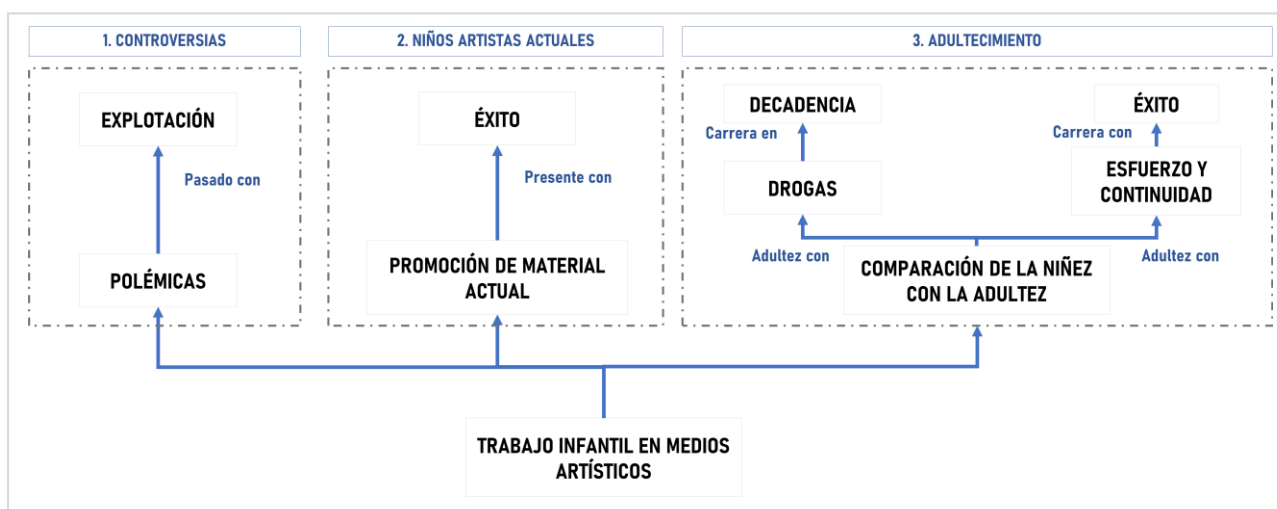 1. CONTROVERSIAS
2. NIÑOS ARTISTAS ACTUALES
3. ADULTECIMIENTO
EXPLOTACIÓN
Pasado con
POLÉMICAS
ÉXITO
Presente con
PROMOCIÓN DE MATERIAL
ACTUAL
DECADENCIA
Carrera en
DROGAS
Adultez con
ÉXITO
Carrera con
ESFUERZO Y
CONTINUIDAD
Adultez con
COMPARACIÓN DE LA NIÑEZ
CON LA ADULTEZ
TRABAJO INFANTIL EN MEDIOS
ARTÍSTICOS